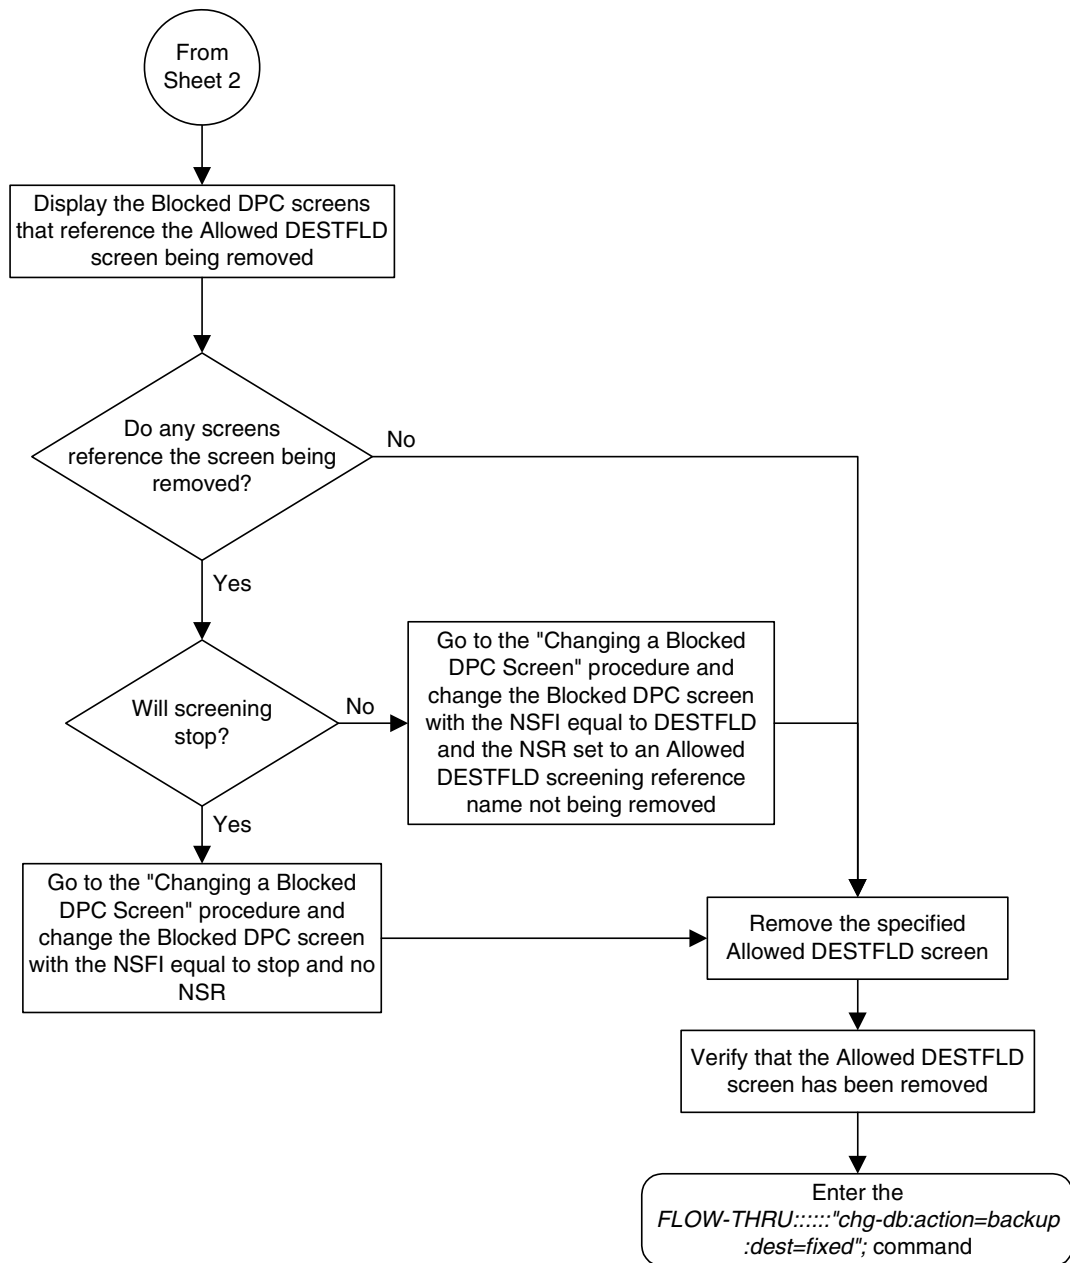 From
Sheet 2
Display the Blocked DPC screens
that reference the Allowed DESTFLD
screen being removed
Do any screens
reference the screen being
removed?
No
Yes
Will screening
stop?
No
Go to the "Changing a Blocked
DPC Screen" procedure and
change the Blocked DPC screen
with the NSFI equal to DESTFLD
and the NSR set to an Allowed
DESTFLD screening reference
name not being removed
Yes
Go to the "Changing a Blocked
DPC Screen" procedure and
change the Blocked DPC screen
with the NSFI equal to stop and no
NSR
Remove the specified
Allowed DESTFLD screen
Verify that the Allowed DESTFLD
screen has been removed
Enter the
FLOW-THRU::::::"chg-db:action=backup
:dest=fixed"; command